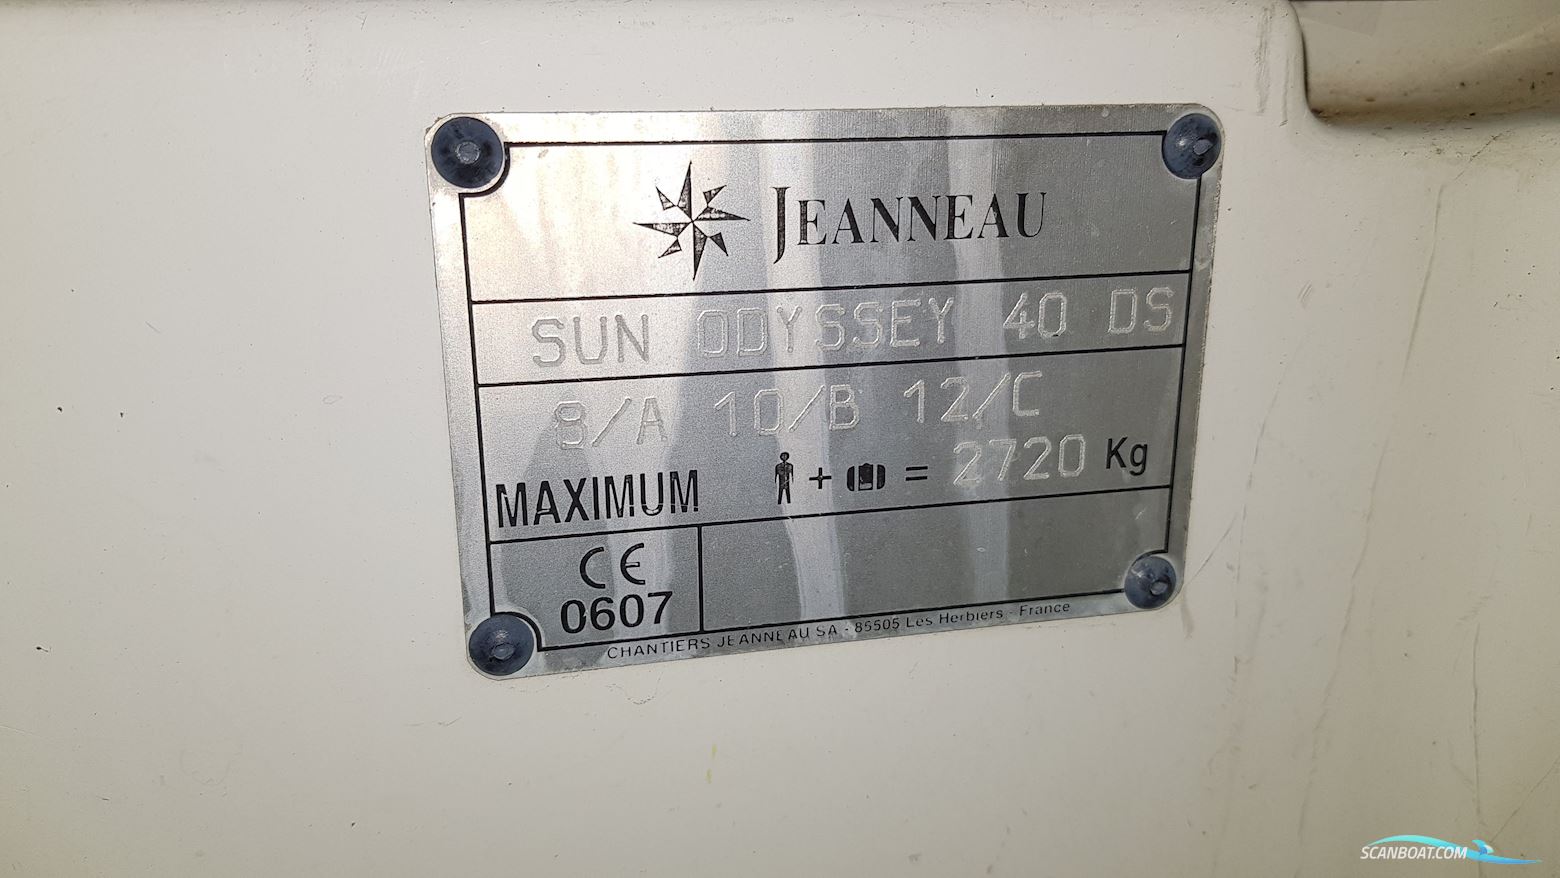 JEANNEAU
SUN ODYSSEY 40 DS
8/A 10/B 12/C
MAXIMUM + = 2720 Kg
CE
0607
CHANTIERS JEANNEAU SA - 85505 Les Herbiers - France
SCANBOAT.COM